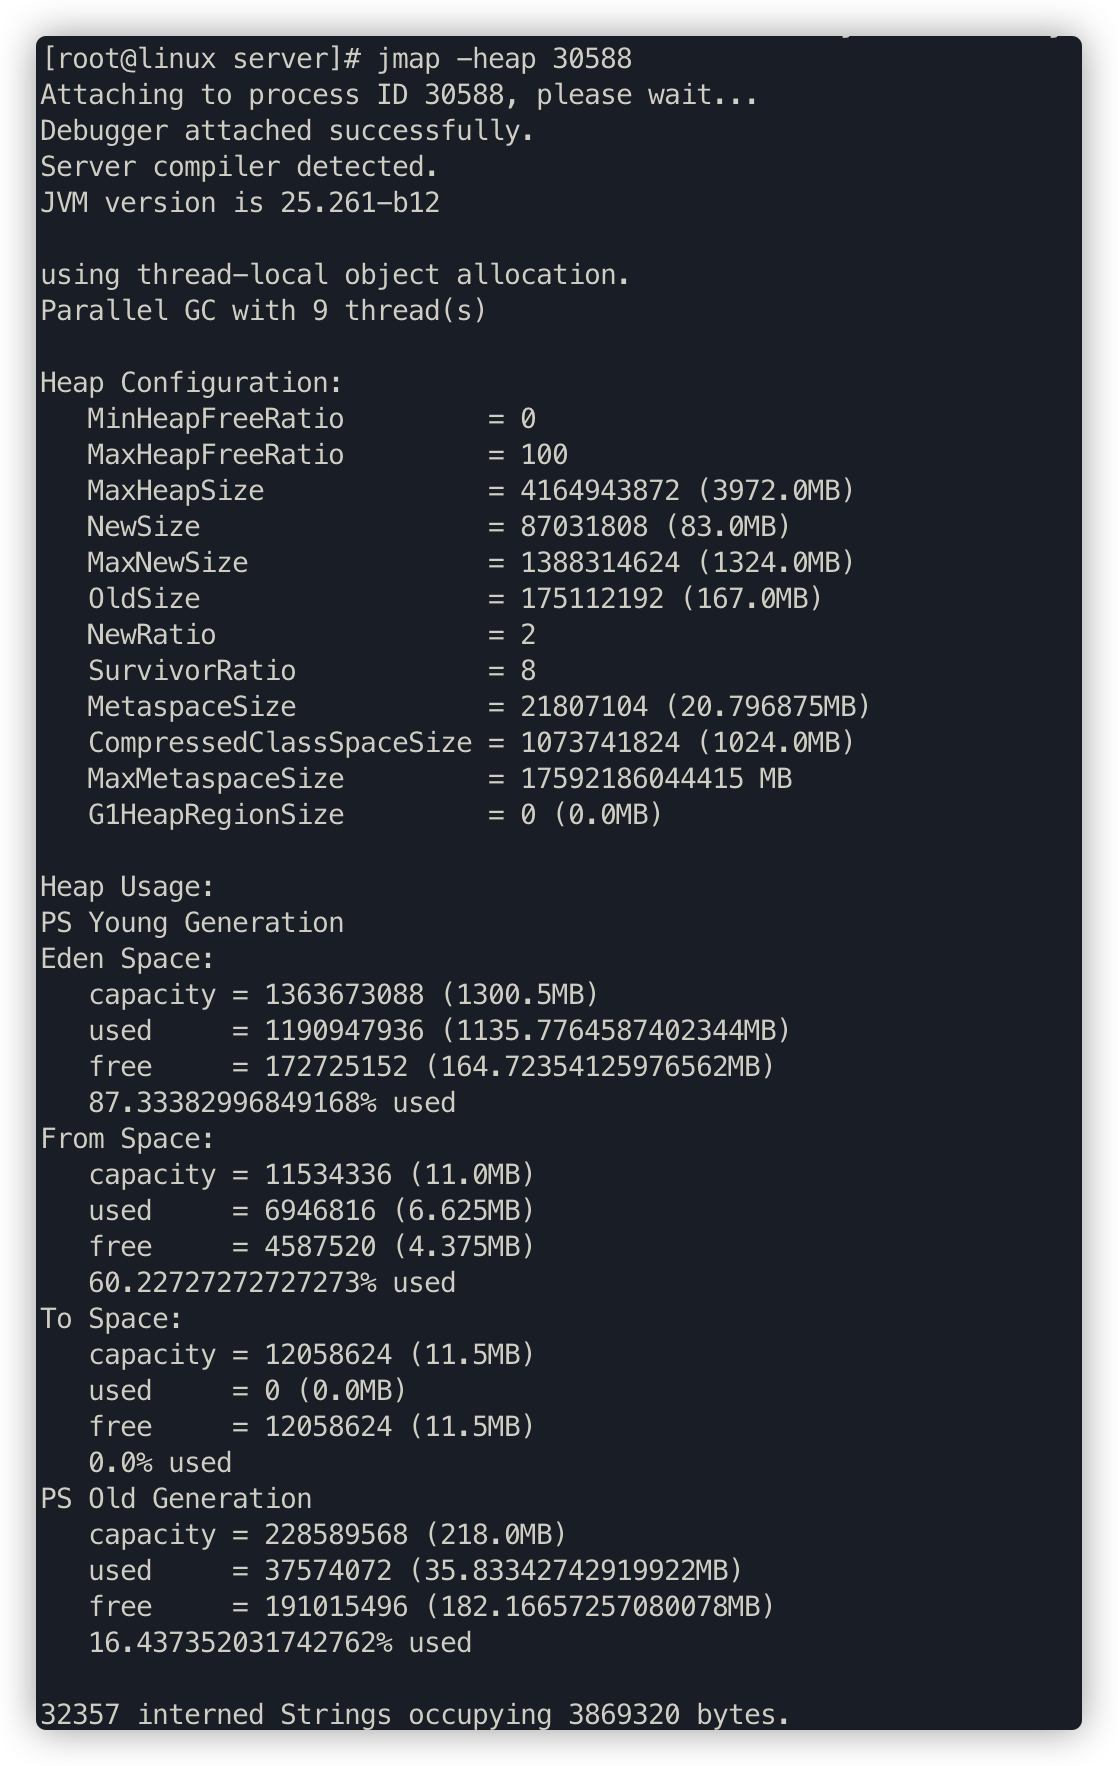 [root@linux server]# jmap -heap 30588
Attaching to process ID 30588, please wait...
Debugger attached successfully.
Server compiler detected.
JVM version is 25.261-b12

using thread-local object allocation.
Parallel GC with 9 thread(s)

Heap Configuration:
   MinHeapFreeRatio         = 0
   MaxHeapFreeRatio         = 100
   MaxHeapSize              = 4164943872 (3972.0MB)
   NewSize                  = 87031808 (83.0MB)
   MaxNewSize               = 1388314624 (1324.0MB)
   OldSize                  = 175112192 (167.0MB)
   NewRatio                 = 2
   SurvivorRatio            = 8
   MetaspaceSize            = 21807104 (20.796875MB)
   CompressedClassSpaceSize = 1073741824 (1024.0MB)
   MaxMetaspaceSize         = 17592186044415 MB
   G1HeapRegionSize         = 0 (0.0MB)

Heap Usage:
PS Young Generation
Eden Space:
   capacity = 1363673088 (1300.5MB)
   used     = 1190947936 (1135.7764587402344MB)
   free     = 172725152 (164.72354125976562MB)
   87.33382996849168% used
From Space:
   capacity = 11534336 (11.0MB)
   used     = 6946816 (6.625MB)
   free     = 4587520 (4.375MB)
   60.22727272727273% used
To Space:
   capacity = 12058624 (11.5MB)
   used     = 0 (0.0MB)
   free     = 12058624 (11.5MB)
   0.0% used
PS Old Generation
   capacity = 228589568 (218.0MB)
   used     = 37574072 (35.83342742919922MB)
   free     = 191015496 (182.16657257080078MB)
   16.437352031742762% used

32357 interned Strings occupying 3869320 bytes.